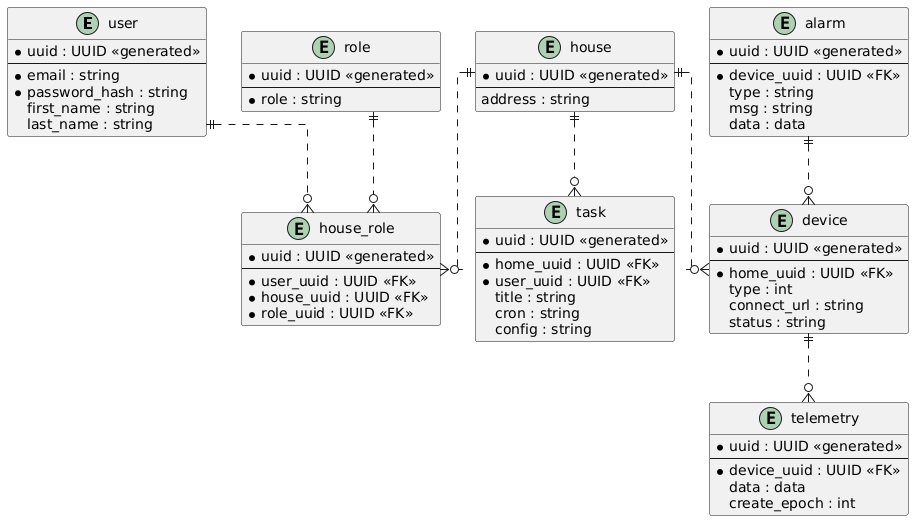 E user
* uuid : UUID «generated»
* email : string
* password_hash : string
first_name : string
last_name : string
E role
* uuid : UUID «generated»
* role : string
E house
* uuid : UUID «generated»
address : string
E alarm
* uuid : UUID «generated»
* device_uuid : UUID «FK»
type : string
msg : string
data : data
E house_role
* uuid : UUID «generated»
* user_uuid : UUID «FK»
* house_uuid : UUID «FK»
* role_uuid : UUID «FK»
E task
* uuid : UUID «generated»
* home_uuid : UUID «FK»
* user_uuid : UUID «FK»
title : string
cron : string
config : string
E device
* uuid : UUID «generated»
* home_uuid : UUID «FK»
type : int
connect_url : string
status : string
E telemetry
* uuid : UUID «generated»
* device_uuid : UUID «FK»
data : data
create_epoch : int